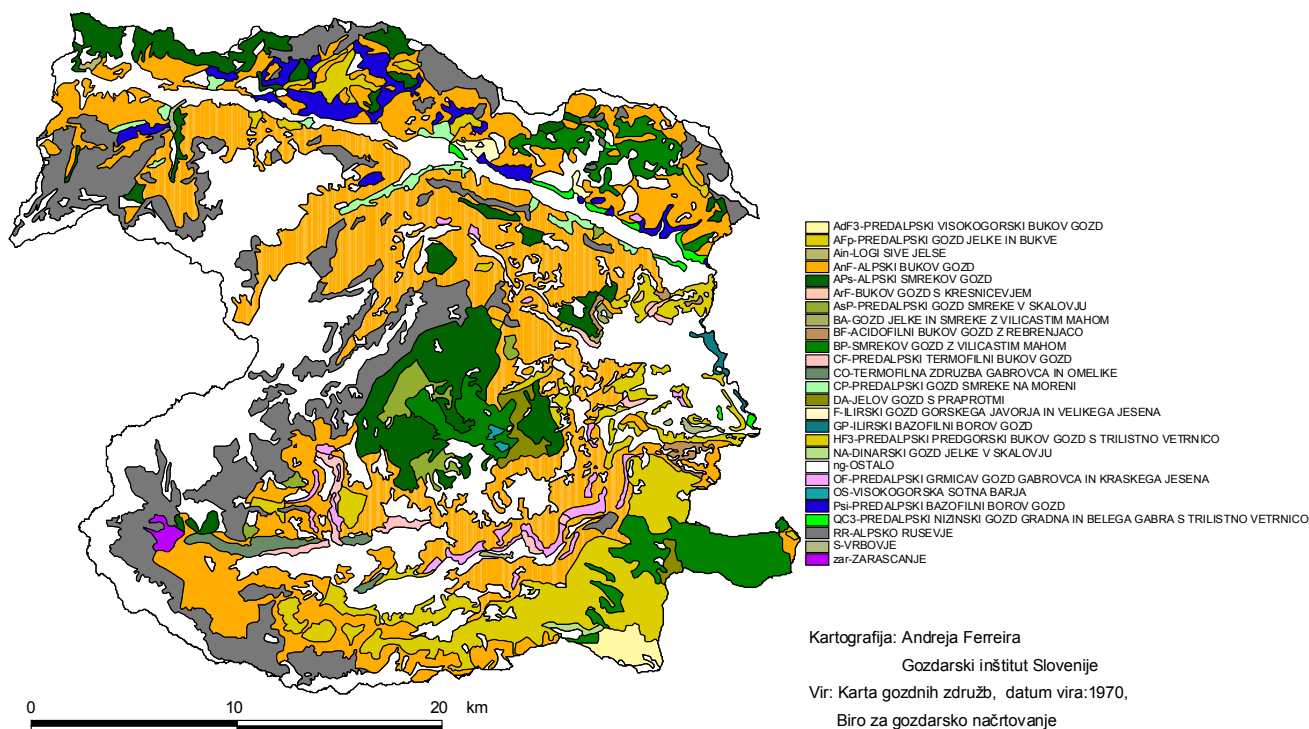 AdF3-PREDALPSKI VISOKOGORSKI BUKOV GOZD
AFp-PREDALPSKI GOZD JELKE IN BUKVE
Ain-LOGI SIVE JELSE
AnF-ALPSKI BUKOV GOZD
APs-ALPSKI SMREKOV GOZD
ArF-BUKOV GOZD S KRESNICEVJEM
AsP-PREDALPSKI GOZD SMREKE V SKALOVJU
BA-GOZD JELKE IN SMREKE Z VILICASTIM MAHOM
BF-ACIDOFILNI BUKOV GOZD Z REBRENJACO
BP-SMREKOV GOZD Z VILICASTIM MAHOM
CF-PREDALPSKI TERMOFILNI BUKOV GOZD
CO-TERMOFILNA ZDRUZBA GABROVCA IN OMELIKE
CP-PREDALPSKI GOZD SMREKE NA MORENI
DA-JELOV GOZD S PRAPROTMI
F-ILIRSKI GOZD GORSKEGA JAVORJA IN VELIKEGA JESENA
GP-ILIRSKI BAZOFILNI BOROV GOZD
HF3-PREDALPSKI PREDGORSKI BUKOV GOZD S TRILISTNO VETRNICO
NA-DINARSKI GOZD JELKE V SKALOVJU
ng-OSTALO
OF-PREDALPSKI GRMICAV GOZD GABROVCA IN KRASKEGA JESENA
OS-VISOKOGORSKA SOTNA BARJA
Psi-PREDALPSKI BAZOFILNI BOROV GOZD
QC3-PREDALPSKI NIZINSKI GOZD GRADNA IN BELEGA GABRA S TRILISTNO VETRNICO
RR-ALPSKO RUSEVJE
S-VRBOVJE
zar-ZARASCANJE
Kartografija: Andreja Ferreira
Gozdarski inštitut Slovenije
Vir: Karta gozdnih združb, datum vira:1970,
Biro za gozdarsko načrtovanje
0 10 20 km